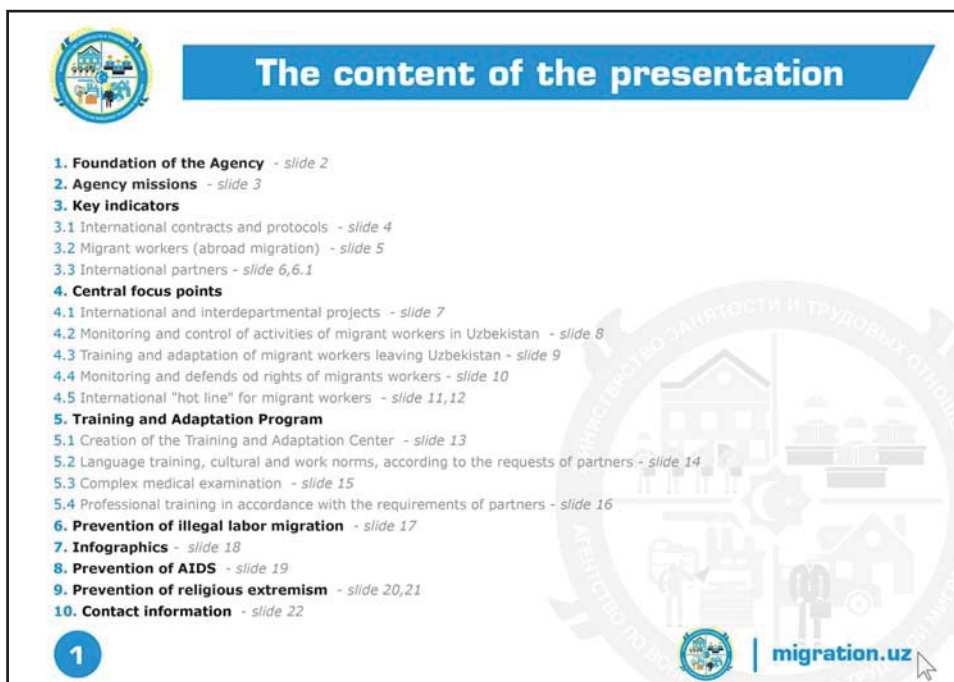 The content of the presentation
1. Foundation of the Agency - slide 2
2. Agency missions - slide 3
3. Key indicators
3.1 International contracts and protocols - slide 4
3.2 Migrant workers (abroad migration) - slide 5
3.3 International partners - slide 6,6.1
4. Central focus points
4.1 International and interdepartmental projects - slide 7
4.2 Monitoring and control of activities of migrant workers in Uzbekistan - slide 8
4.3 Training and adaptation of migrant workers leaving Uzbekistan - slide 9
4.4 Monitoring and defends od rights of migrants workers - slide 10
4.5 International "hot line" for migrant workers - slide 11,12
5. Training and Adaptation Program
5.1 Creation of the Training and Adaptation Center - slide 13
5.2 Language training, cultural and work norms, according to the requests of partners - slide 14
5.3 Complex medical examination - slide 15
5.4 Professional training in accordance with the requirements of partners - slide 16
6. Prevention of illegal labor migration - slide 17
7. Infographics - slide 18
8. Prevention of AIDS - slide 19
9. Prevention of religious extremism - slide 20,21
10. Contact information - slide 22
МИНИСТЕРСТВО ЗАНЯТОСТИ И ТРУДОВЫХ ОТНОШ
АГЕНТСТВО ПО
1
migration.uz